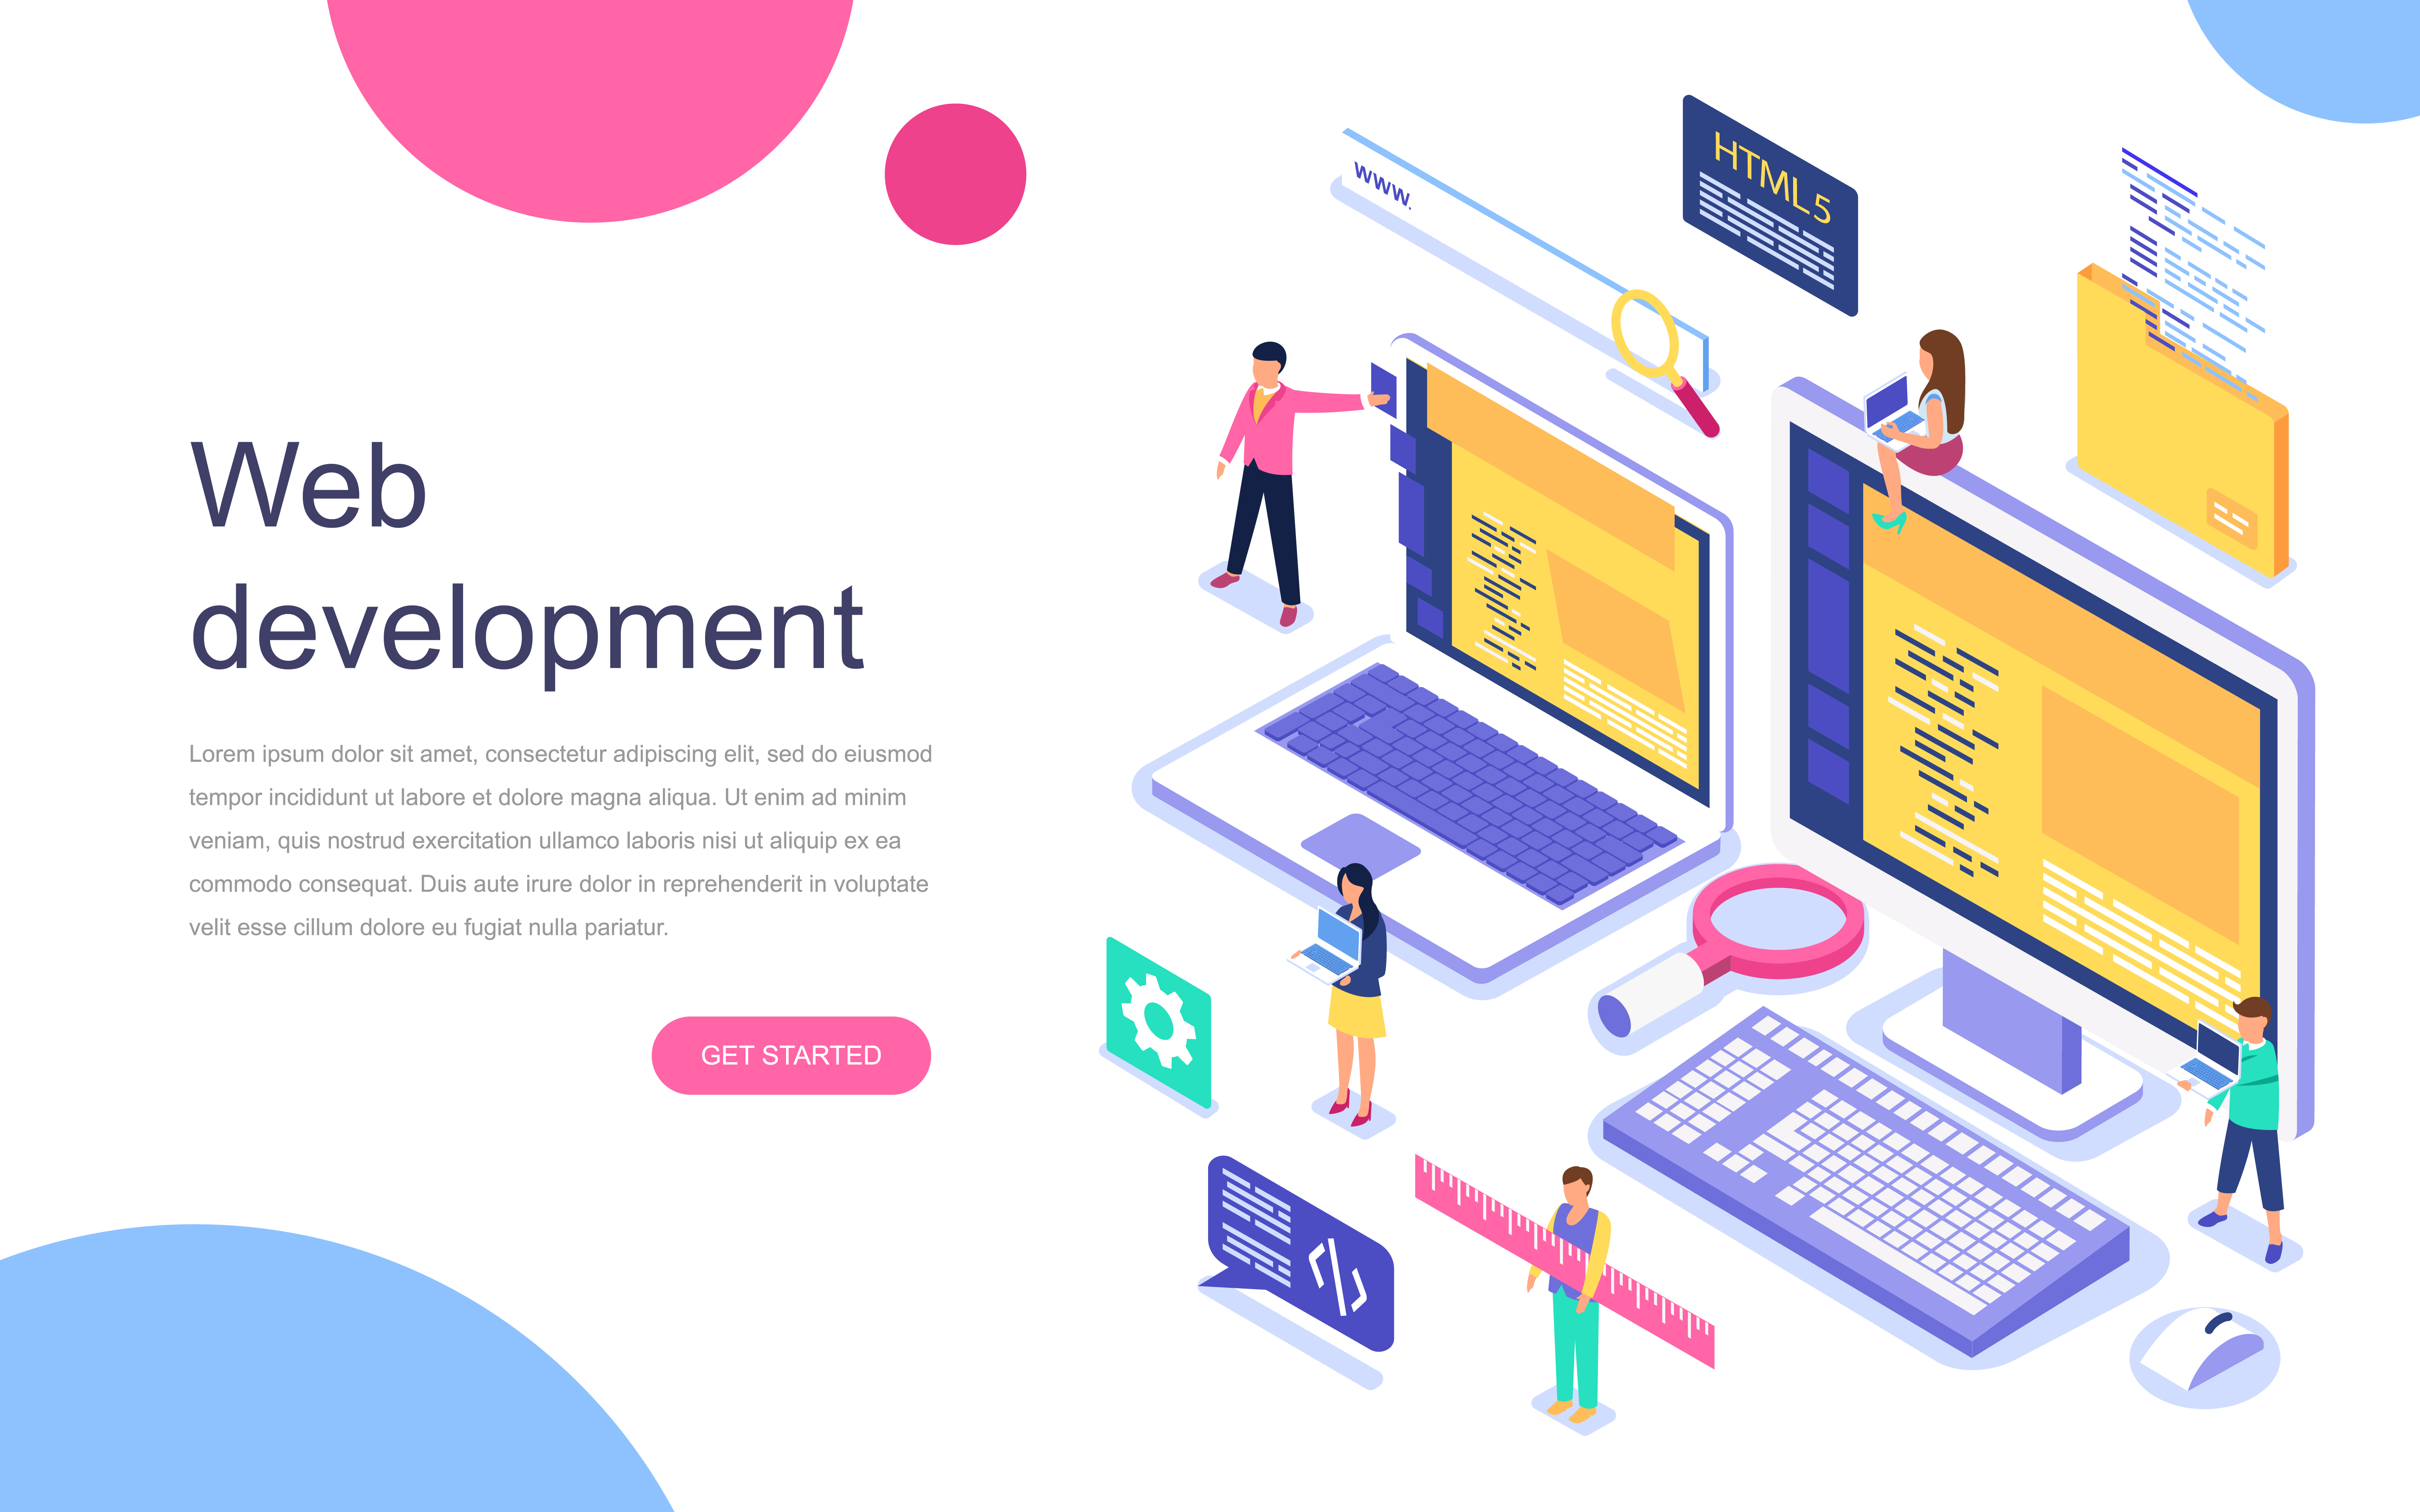 Web
development
Lorem ipsum dolor sit amet, consectetur adipiscing elit, sed do eiusmod
tempor incididunt ut labore et dolore magna aliqua. Ut enim ad minim
veniam, quis nostrud exercitation ullamco laboris nisi ut aliquip ex ea
commodo consequat. Duis aute irure dolor in reprehenderit in voluptate
velit esse cillum dolore eu fugiat nulla pariatur.
GET STARTED
www.
HTML5
<//>